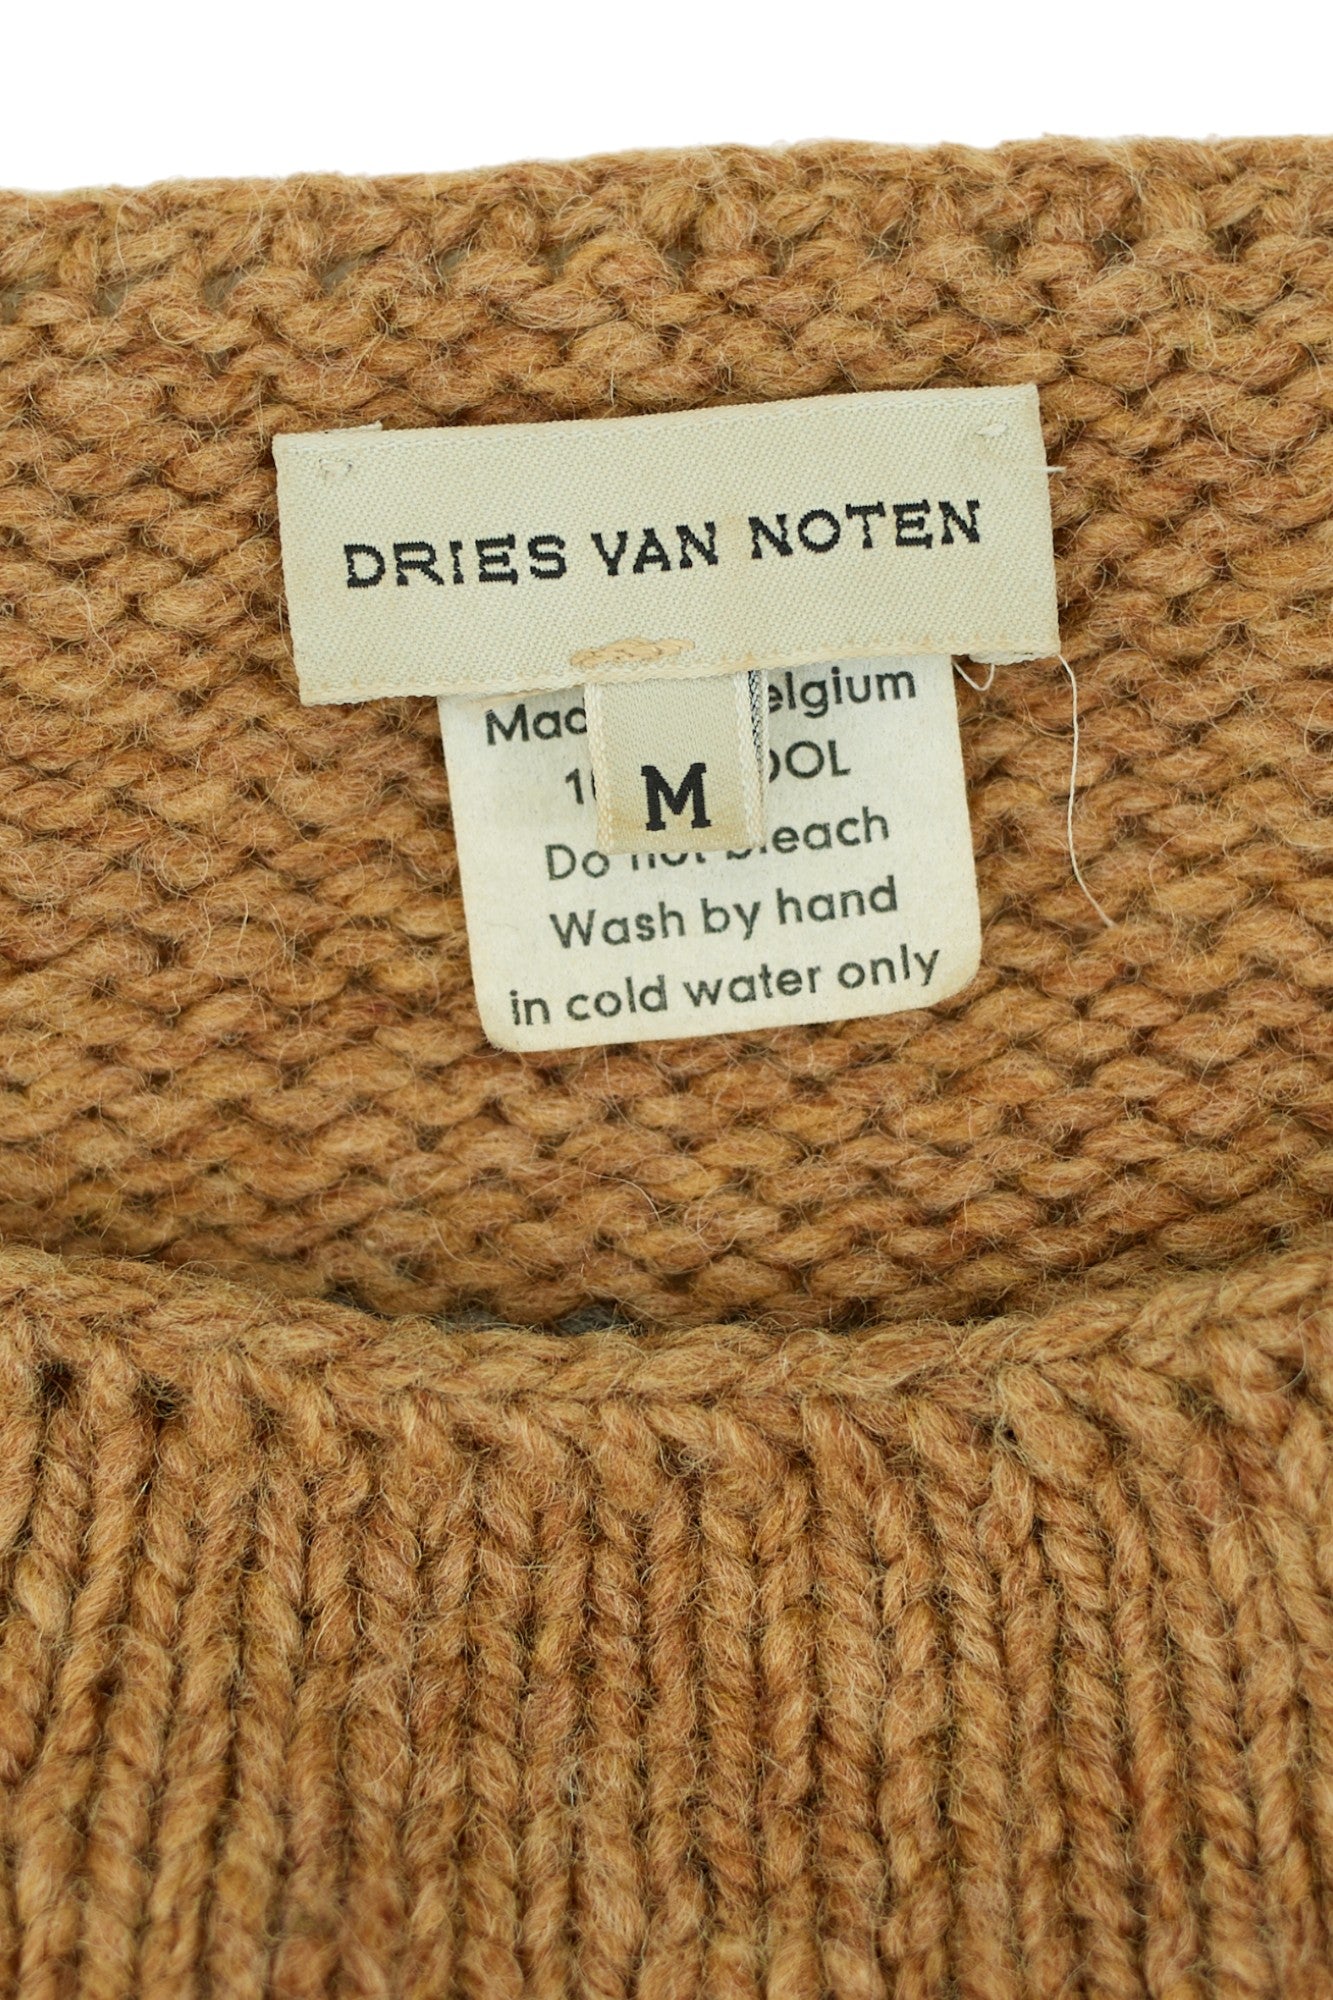 DRIES VAN NOTEN
M
Do not bleach
Wash by hand
in cold water only